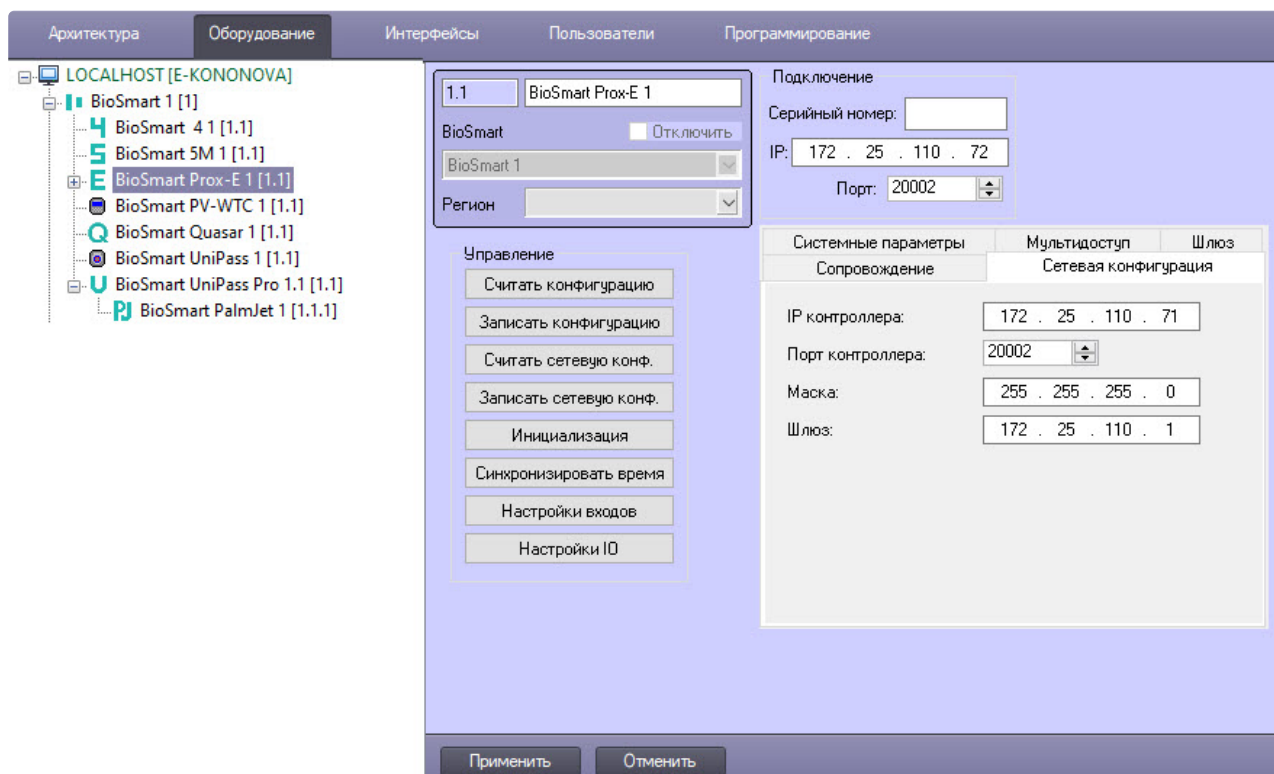 Архитектура Оборудование Интерфейсы Пользователи Программирование
LOCALHOST [E-KONONOVA]
BioSmart 1 [1]
BioSmart 4 1 [1.1]
BioSmart 5M 1 [1.1]
BioSmart Prox-E 1 [1.1]
BioSmart PV-WTC 1 [1.1]
BioSmart Quasar 1 [1.1]
BioSmart UniPass 1 [1.1]
BioSmart UniPass Pro 1.1 [1.1]
BioSmart PalmJet 1 [1.1.1]
1.1 BioSmart Prox-E 1
BioSmart Отключить
BioSmart 1
Регион
Подключение
Серийный номер:
IP: 172 . 25 . 110 . 72
Порт: 20002
Управление
Считать конфигурацию
Записать конфигурацию
Считать сетевую конф.
Записать сетевую конф.
Инициализация
Синхронизировать время
Настройки входов
Настройки IO
Системные параметры Мультидоступ Шлюз
Сопровождение Сетевая конфигурация
IP контроллера: 172 . 25 . 110 . 71
Порт контроллера: 20002
Маска: 255 . 255 . 255 . 0
Шлюз: 172 . 25 . 110 . 1
Применить Отменить